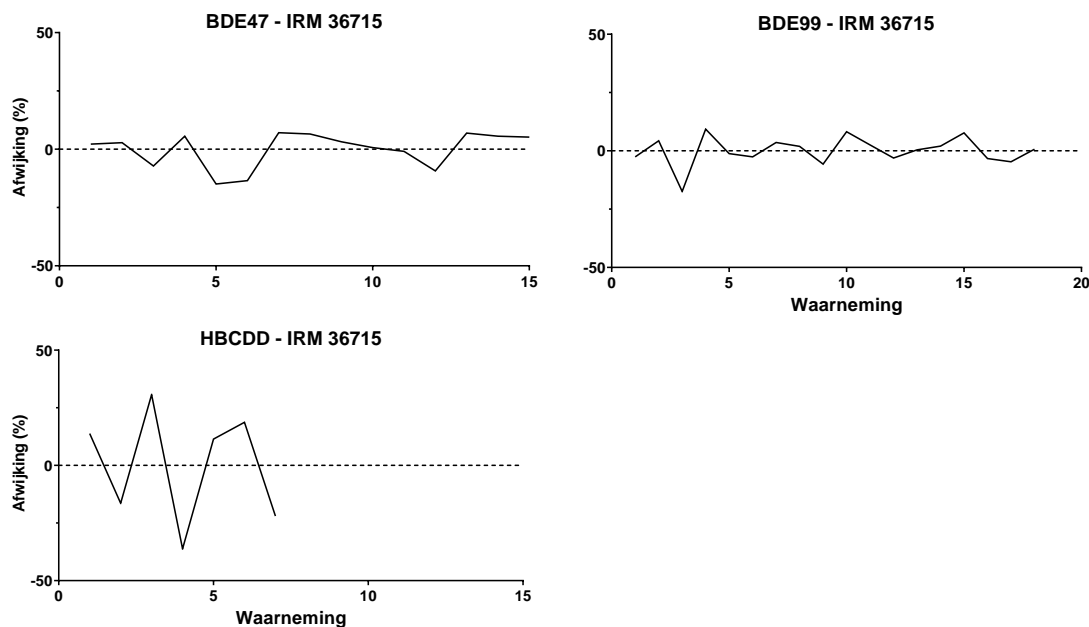 BDE47 - IRM 36715
50
0
-50
Afwijking (%)
0 5 10 15
BDE99 - IRM 36715
50
0
-50
0 5 10 15 20
Waarneming
HBCDD - IRM 36715
50
0
-50
Afwijking (%)
0 5 10 15
Waarneming